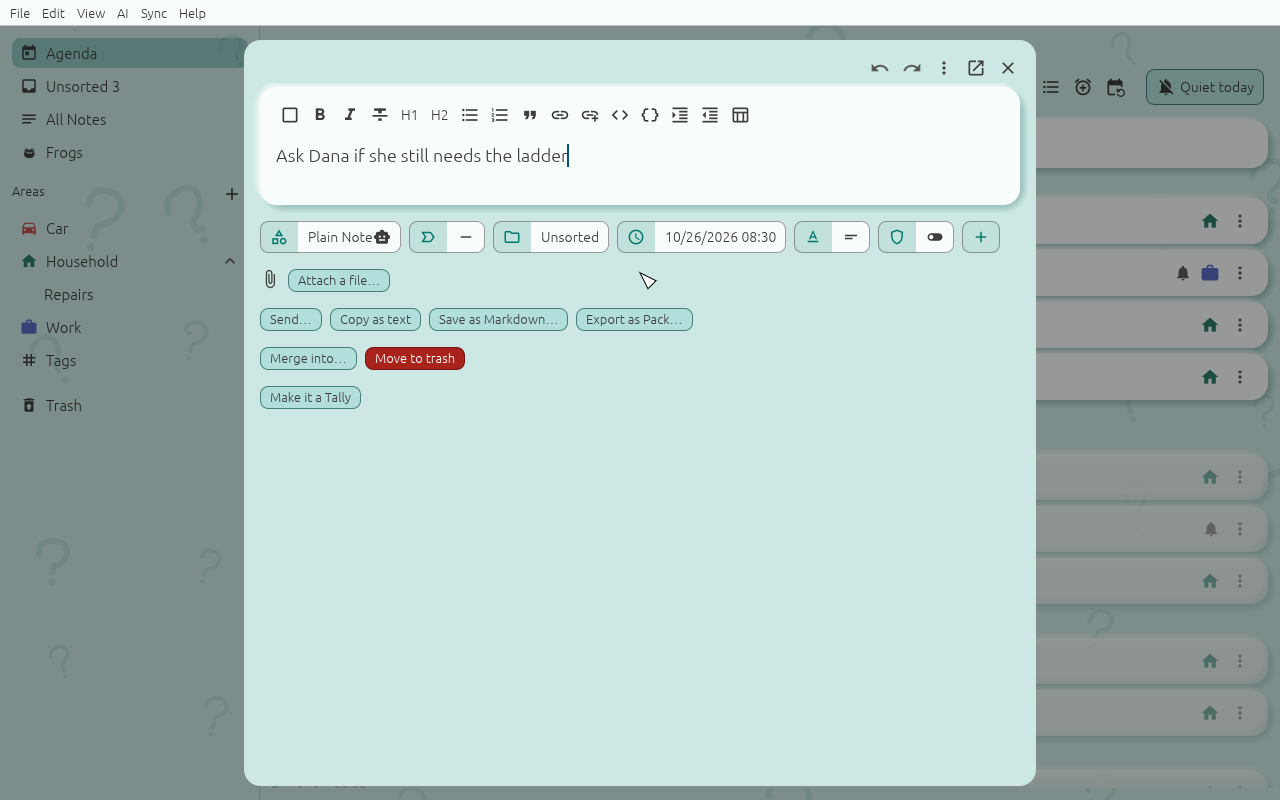 File Edit View AI Sync Help
Agenda
Unsorted 3
All Notes
Frogs
Areas
Car
Household
Repairs
Work
Tags
Trash
Quiet today
H1 H2
Ask Dana if she still needs the ladder
Plain Note Unsorted 10/26/2026 08:30
Attach a file…
Send… Copy as text Save as Markdown… Export as Pack…
Merge into… Move to trash
Make it a Tally